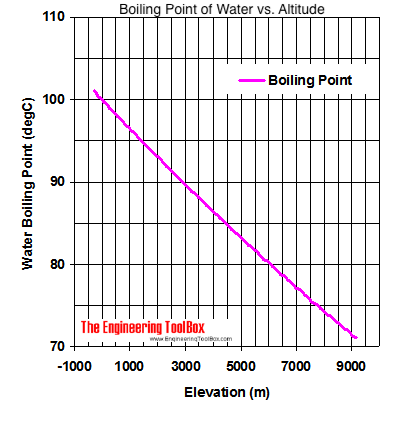 Boiling Point of Water vs. Altitude
110
Boiling Point
100
Water Boiling Point (degC)
90
80
The Engineering ToolBox
www.EngineeringToolBox.com
70
-1000 1000 3000 5000 7000 9000
Elevation (m)